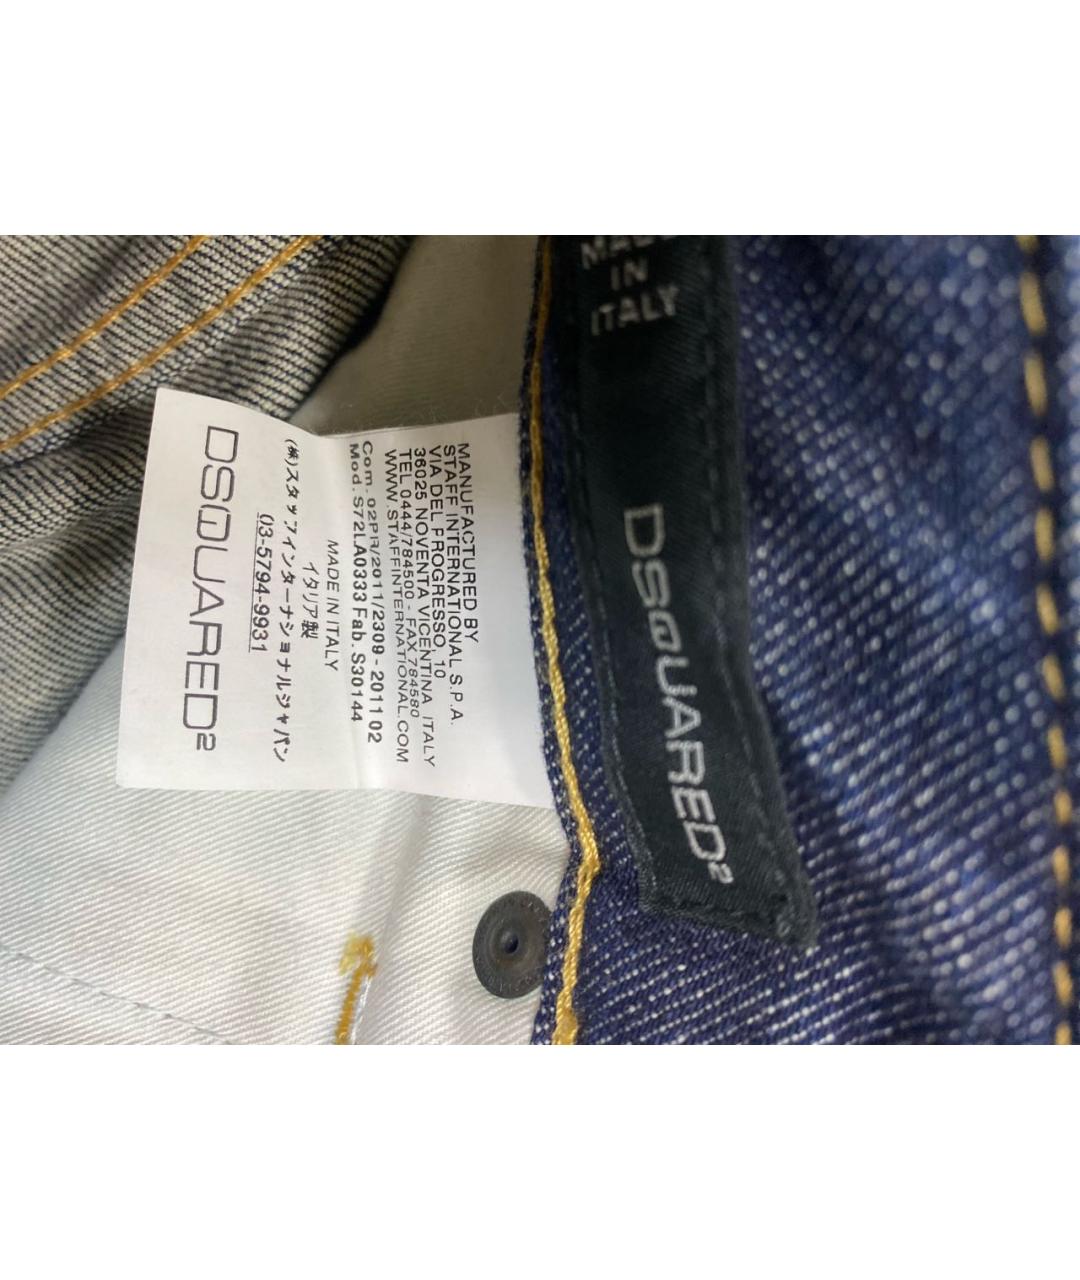 MADE
IN
ITALY
DSQUARED²
MANUFACTURED BY
STAFF INTERNATIONAL S.P.A.
VIA DEL PROGRESSO, 10
36025 NOVENTA VICENTINA ITALY
TEL 0444/784500 - FAX 784580
WWW.STAFFINTERNATIONAL.COM
Com. 02PR/2011/2309 - 2011 02
Mod. S72LA0333 Fab. S30144
MADE IN ITALY
イタリア製
(株)スタッフインターナショナルジャパン
03-5794-9931
DSQUARED²